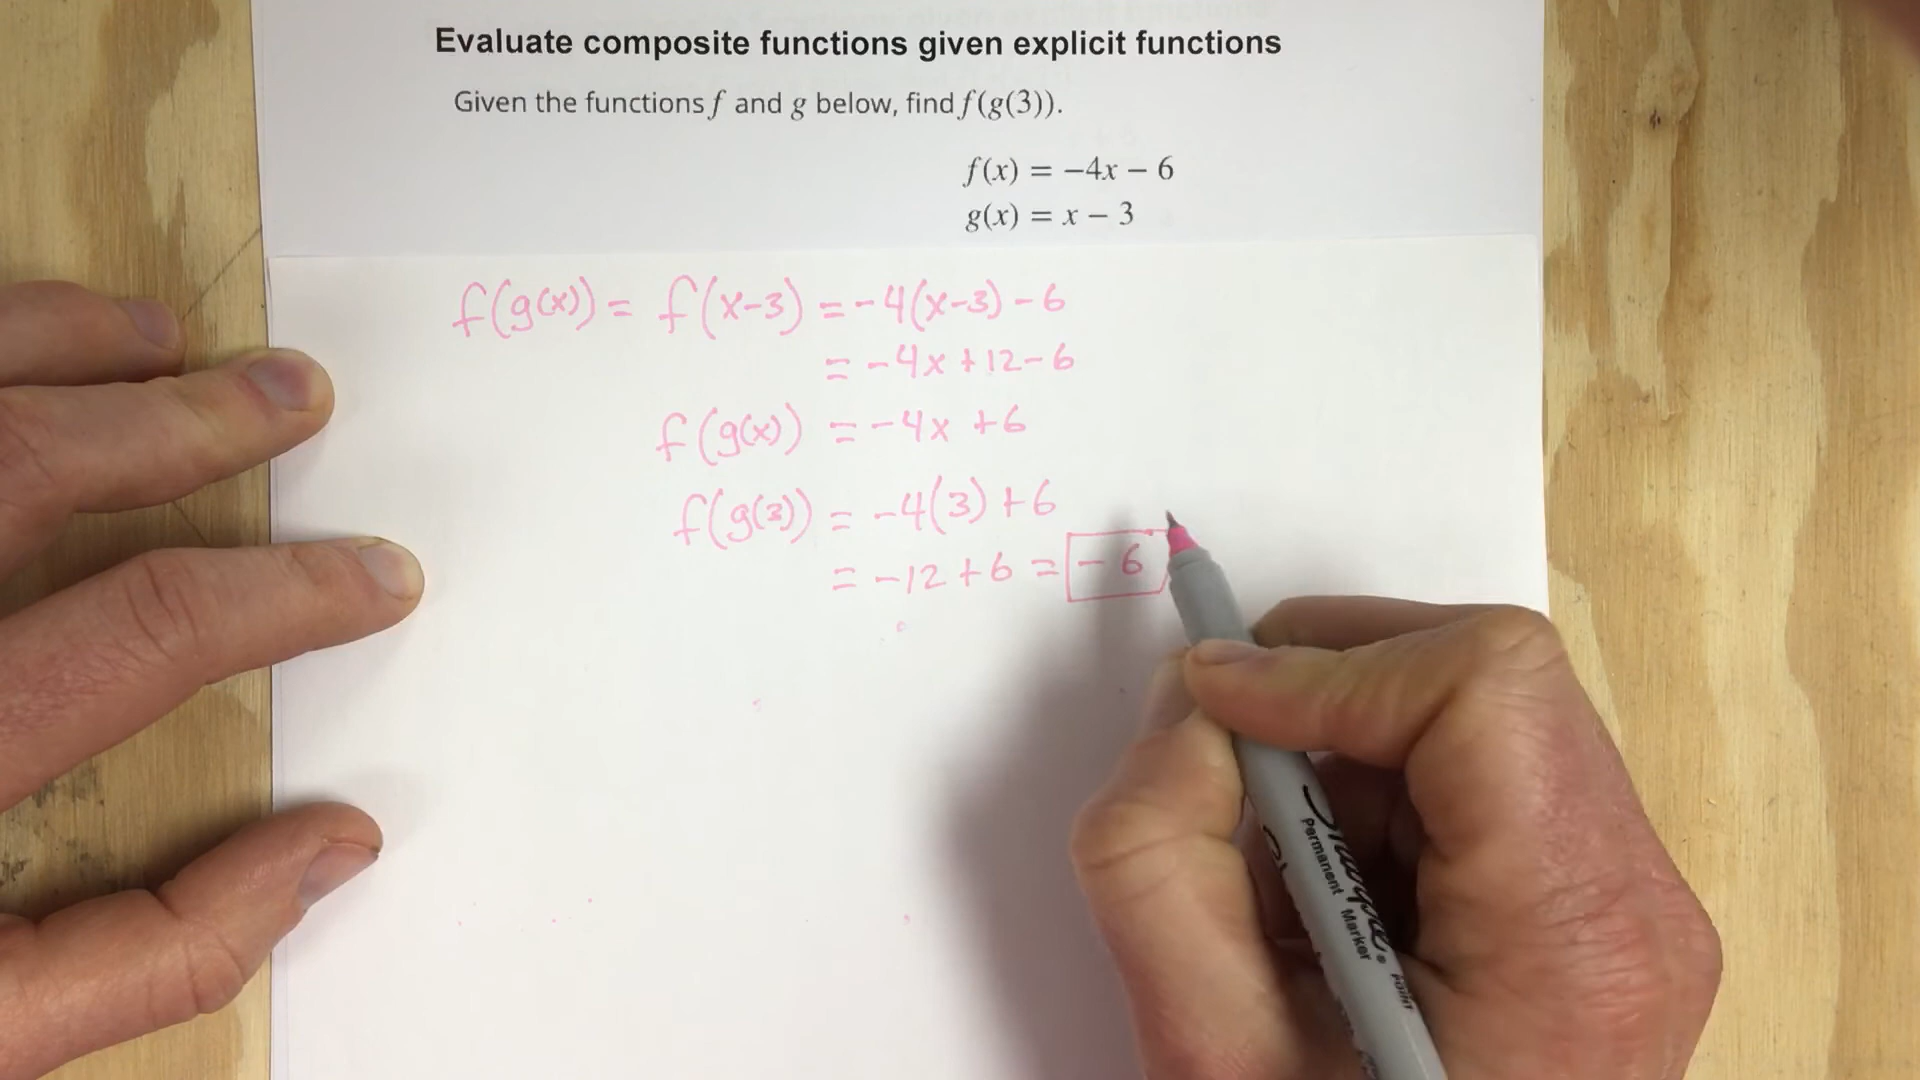 Evaluate composite functions given explicit functions
Given the functions f and g below, find f(g(3)).
f(x) = −4x − 6
g(x) = x − 3
f(g(x)) = f(x-3) = -4(x-3) - 6
= -4x + 12 - 6
f(g(x)) = -4x + 6
f(g(3)) = -4(3) + 6
= -12 + 6 = - 6
Sharpie.
Permanent Marker